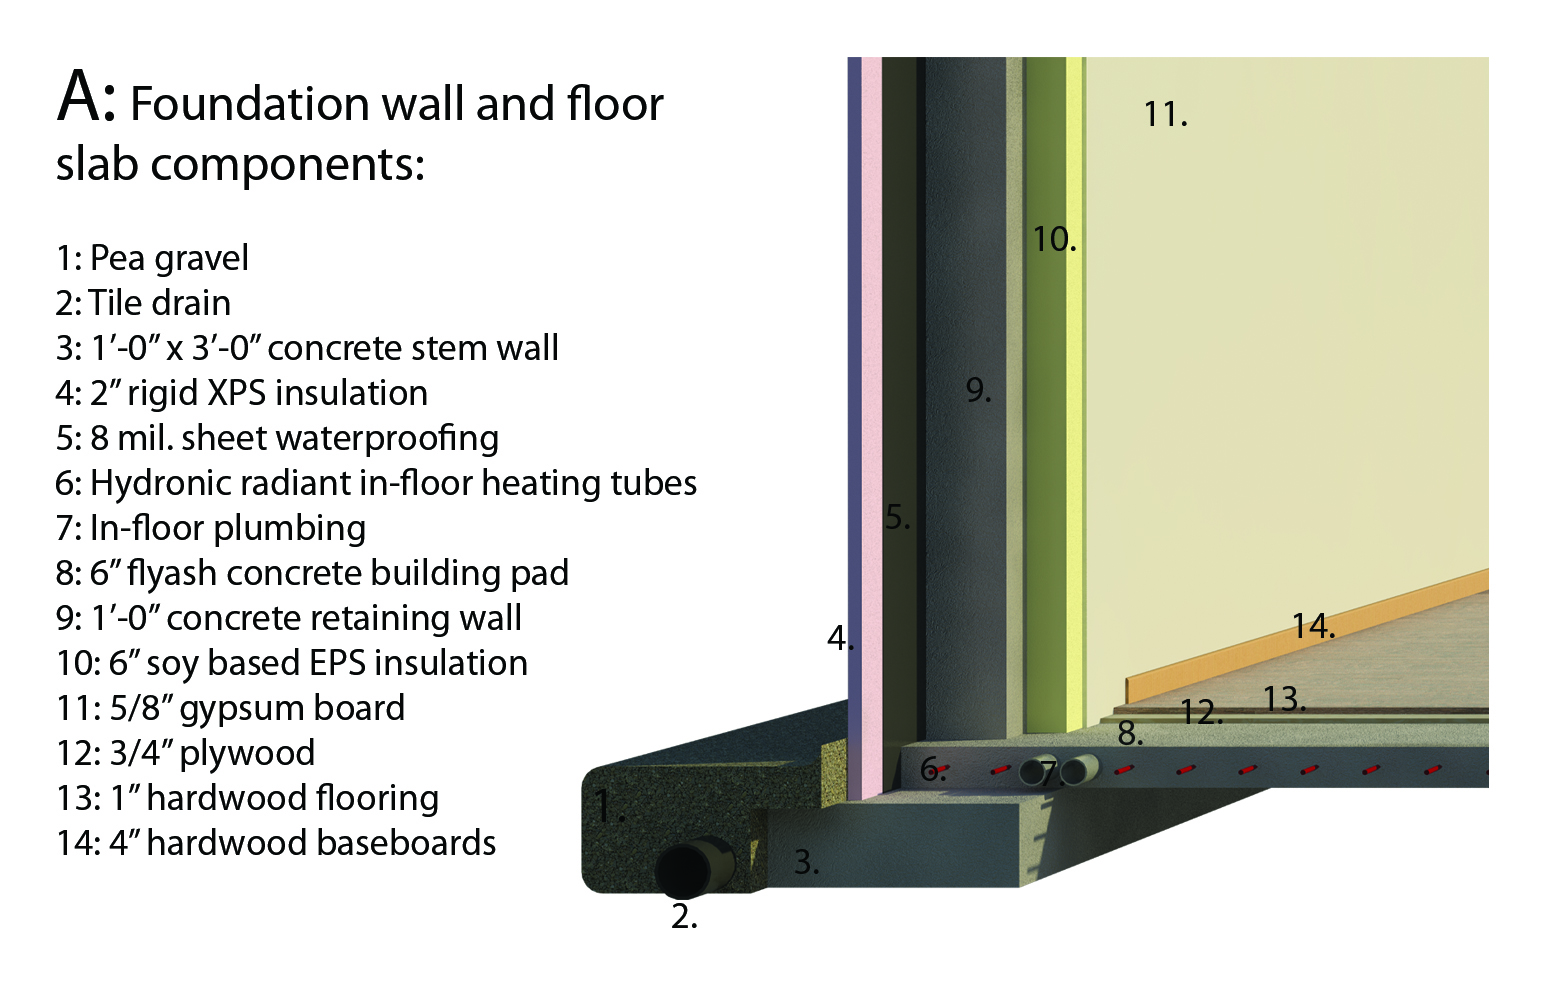 A: Foundation wall and floor
slab components:
1: Pea gravel
2: Tile drain
3: 1’-0” x 3’-0” concrete stem wall
4: 2” rigid XPS insulation
5: 8 mil. sheet waterproofing
6: Hydronic radiant in-floor heating tubes
7: In-floor plumbing
8: 6” flyash concrete building pad
9: 1’-0” concrete retaining wall
10: 6” soy based EPS insulation
11: 5/8” gypsum board
12: 3/4” plywood
13: 1” hardwood flooring
14: 4” hardwood baseboards
11.
10.
9.
5.
4.
14.
13.
12.
8.
6.
7.
1.
3.
2.